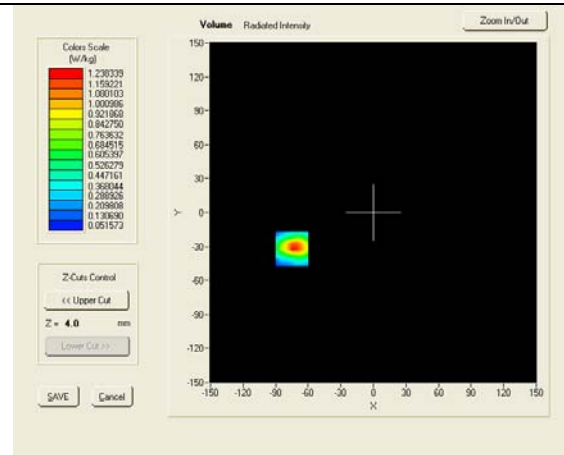 Volume Radiated Intensity
Zoom In/Out
Colors Scale
(W/kg)
1.238339
1.159221
1.080103
1.000986
0.921868
0.842750
0.763632
0.684515
0.605397
0.526279
0.447161
0.368044
0.288926
0.209808
0.130690
0.051573
Z-Cuts Control
<< Upper Cut
Z = 4.0 mm
Lower Cut >>
SAVE Cancel
150
120
90
60
30
0
-30
-60
-90
-120
-150
Y
-150 -120 -90 -60 -30 0 30 60 90 120 150
X